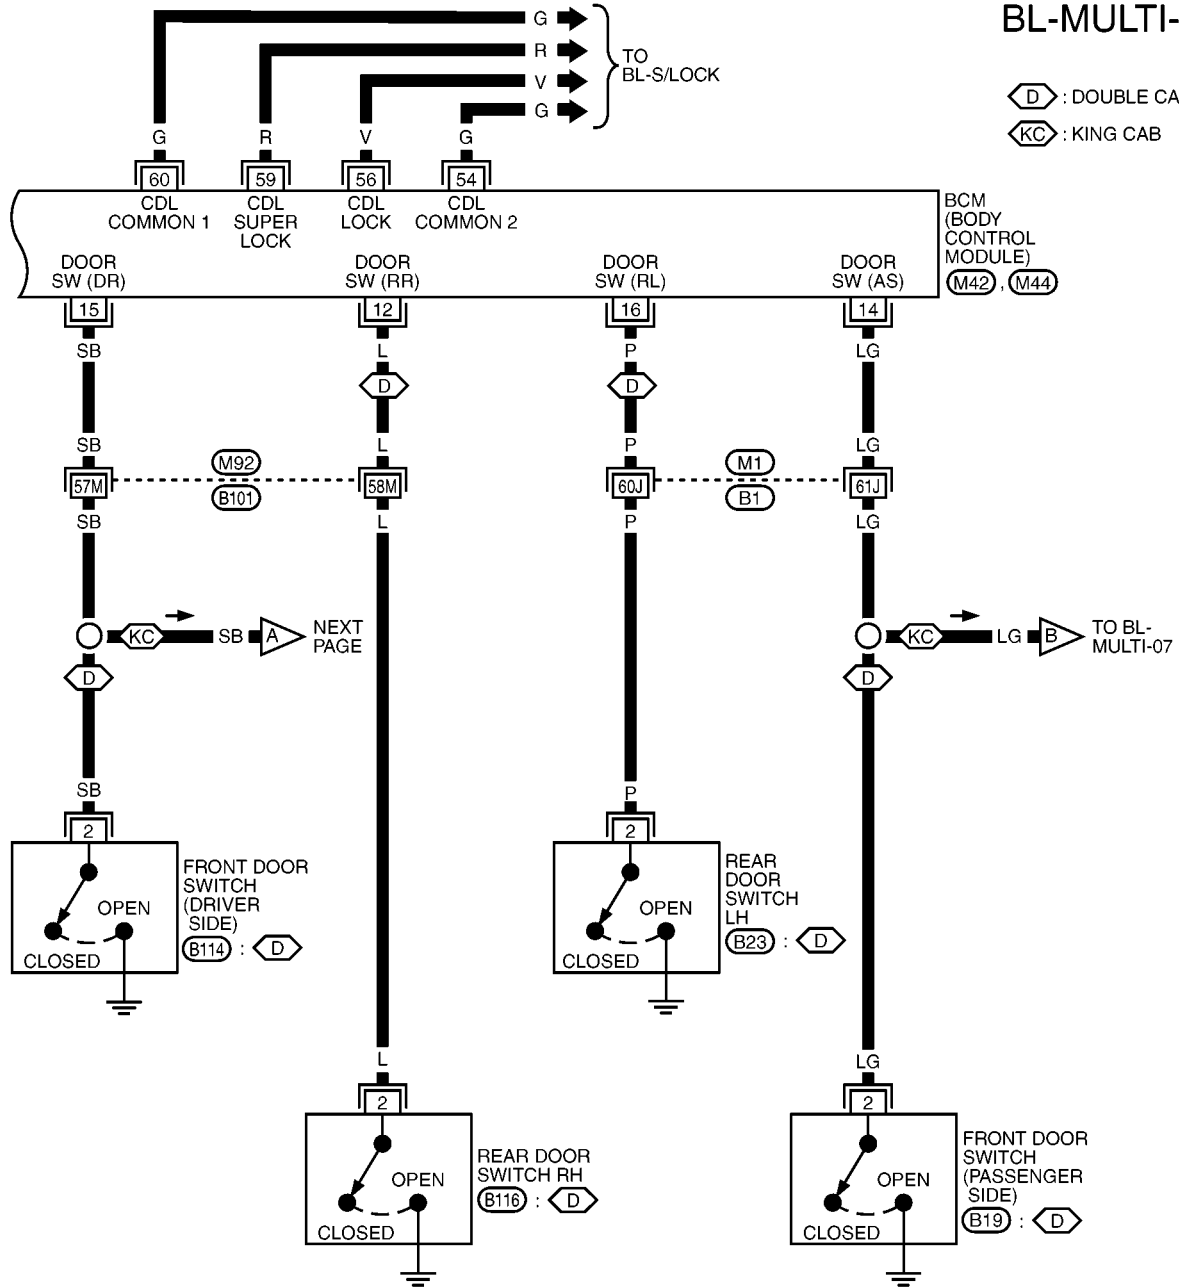 BL-MULTI-
G
R
V
G
TO
BL-S/LOCK
D : DOUBLE CA
KC : KING CAB
G R V G
60 59 56 54
CDL
COMMON 1
CDL
SUPER
LOCK
CDL
LOCK
CDL
COMMON 2
BCM
(BODY
CONTROL
MODULE)
M42 , M44
DOOR
SW (DR)
DOOR
SW (RR)
DOOR
SW (RL)
DOOR
SW (AS)
15 12 16 14
SB L P LG
D D
SB L P LG
M92 M1
57M 58M 60J 61J
B101 B1
SB L P LG
KC SB A
NEXT
PAGE
KC LG B
TO BL-
MULTI-07
D D
SB P
2 2
OPEN
CLOSED
FRONT DOOR
SWITCH
(DRIVER
SIDE)
B114 : D
OPEN
CLOSED
REAR
DOOR
SWITCH
LH
B23 : D
L LG
2 2
OPEN
CLOSED
REAR DOOR
SWITCH RH
B116 : D
OPEN
CLOSED
FRONT DOOR
SWITCH
(PASSENGER
SIDE)
B19 : D